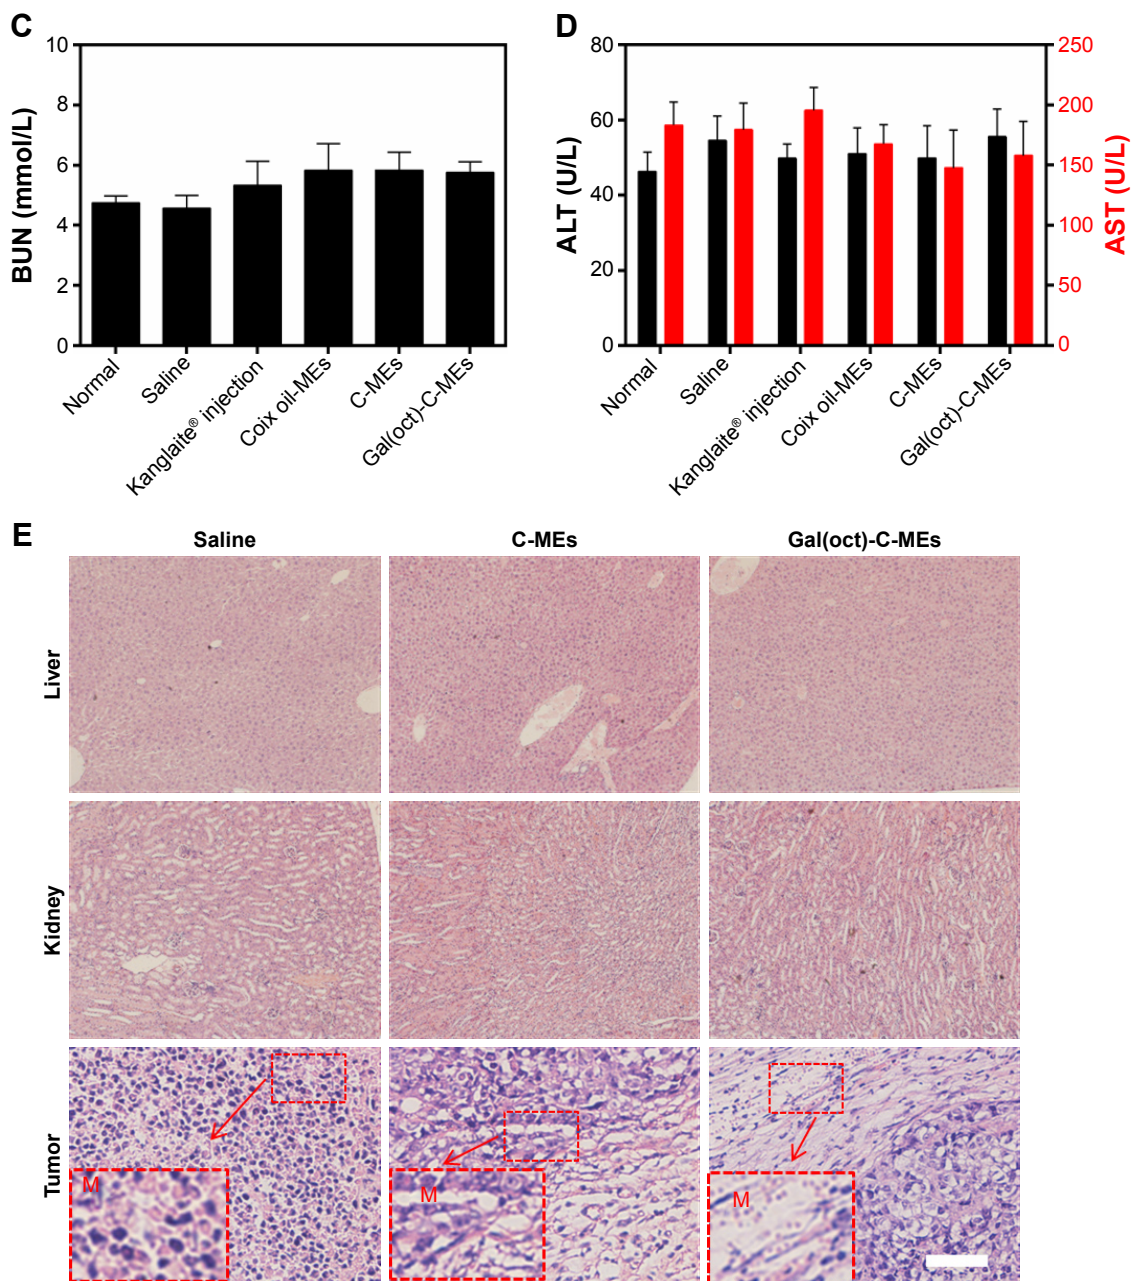 C
BUN (mmol/L)
10
8
6
4
2
0
Normal
Saline
Kanglaite® injection
Coix oil-MEs
C-MEs
Gal(oct)-C-MEs
D
ALT (U/L)
80
60
40
20
0
AST (U/L)
250
200
150
100
50
0
Normal
Saline
Kanglaite® injection
Coix oil-MEs
C-MEs
Gal(oct)-C-MEs
E
Saline
C-MEs
Gal(oct)-C-MEs
Liver
Kidney
Tumor
M
M
M